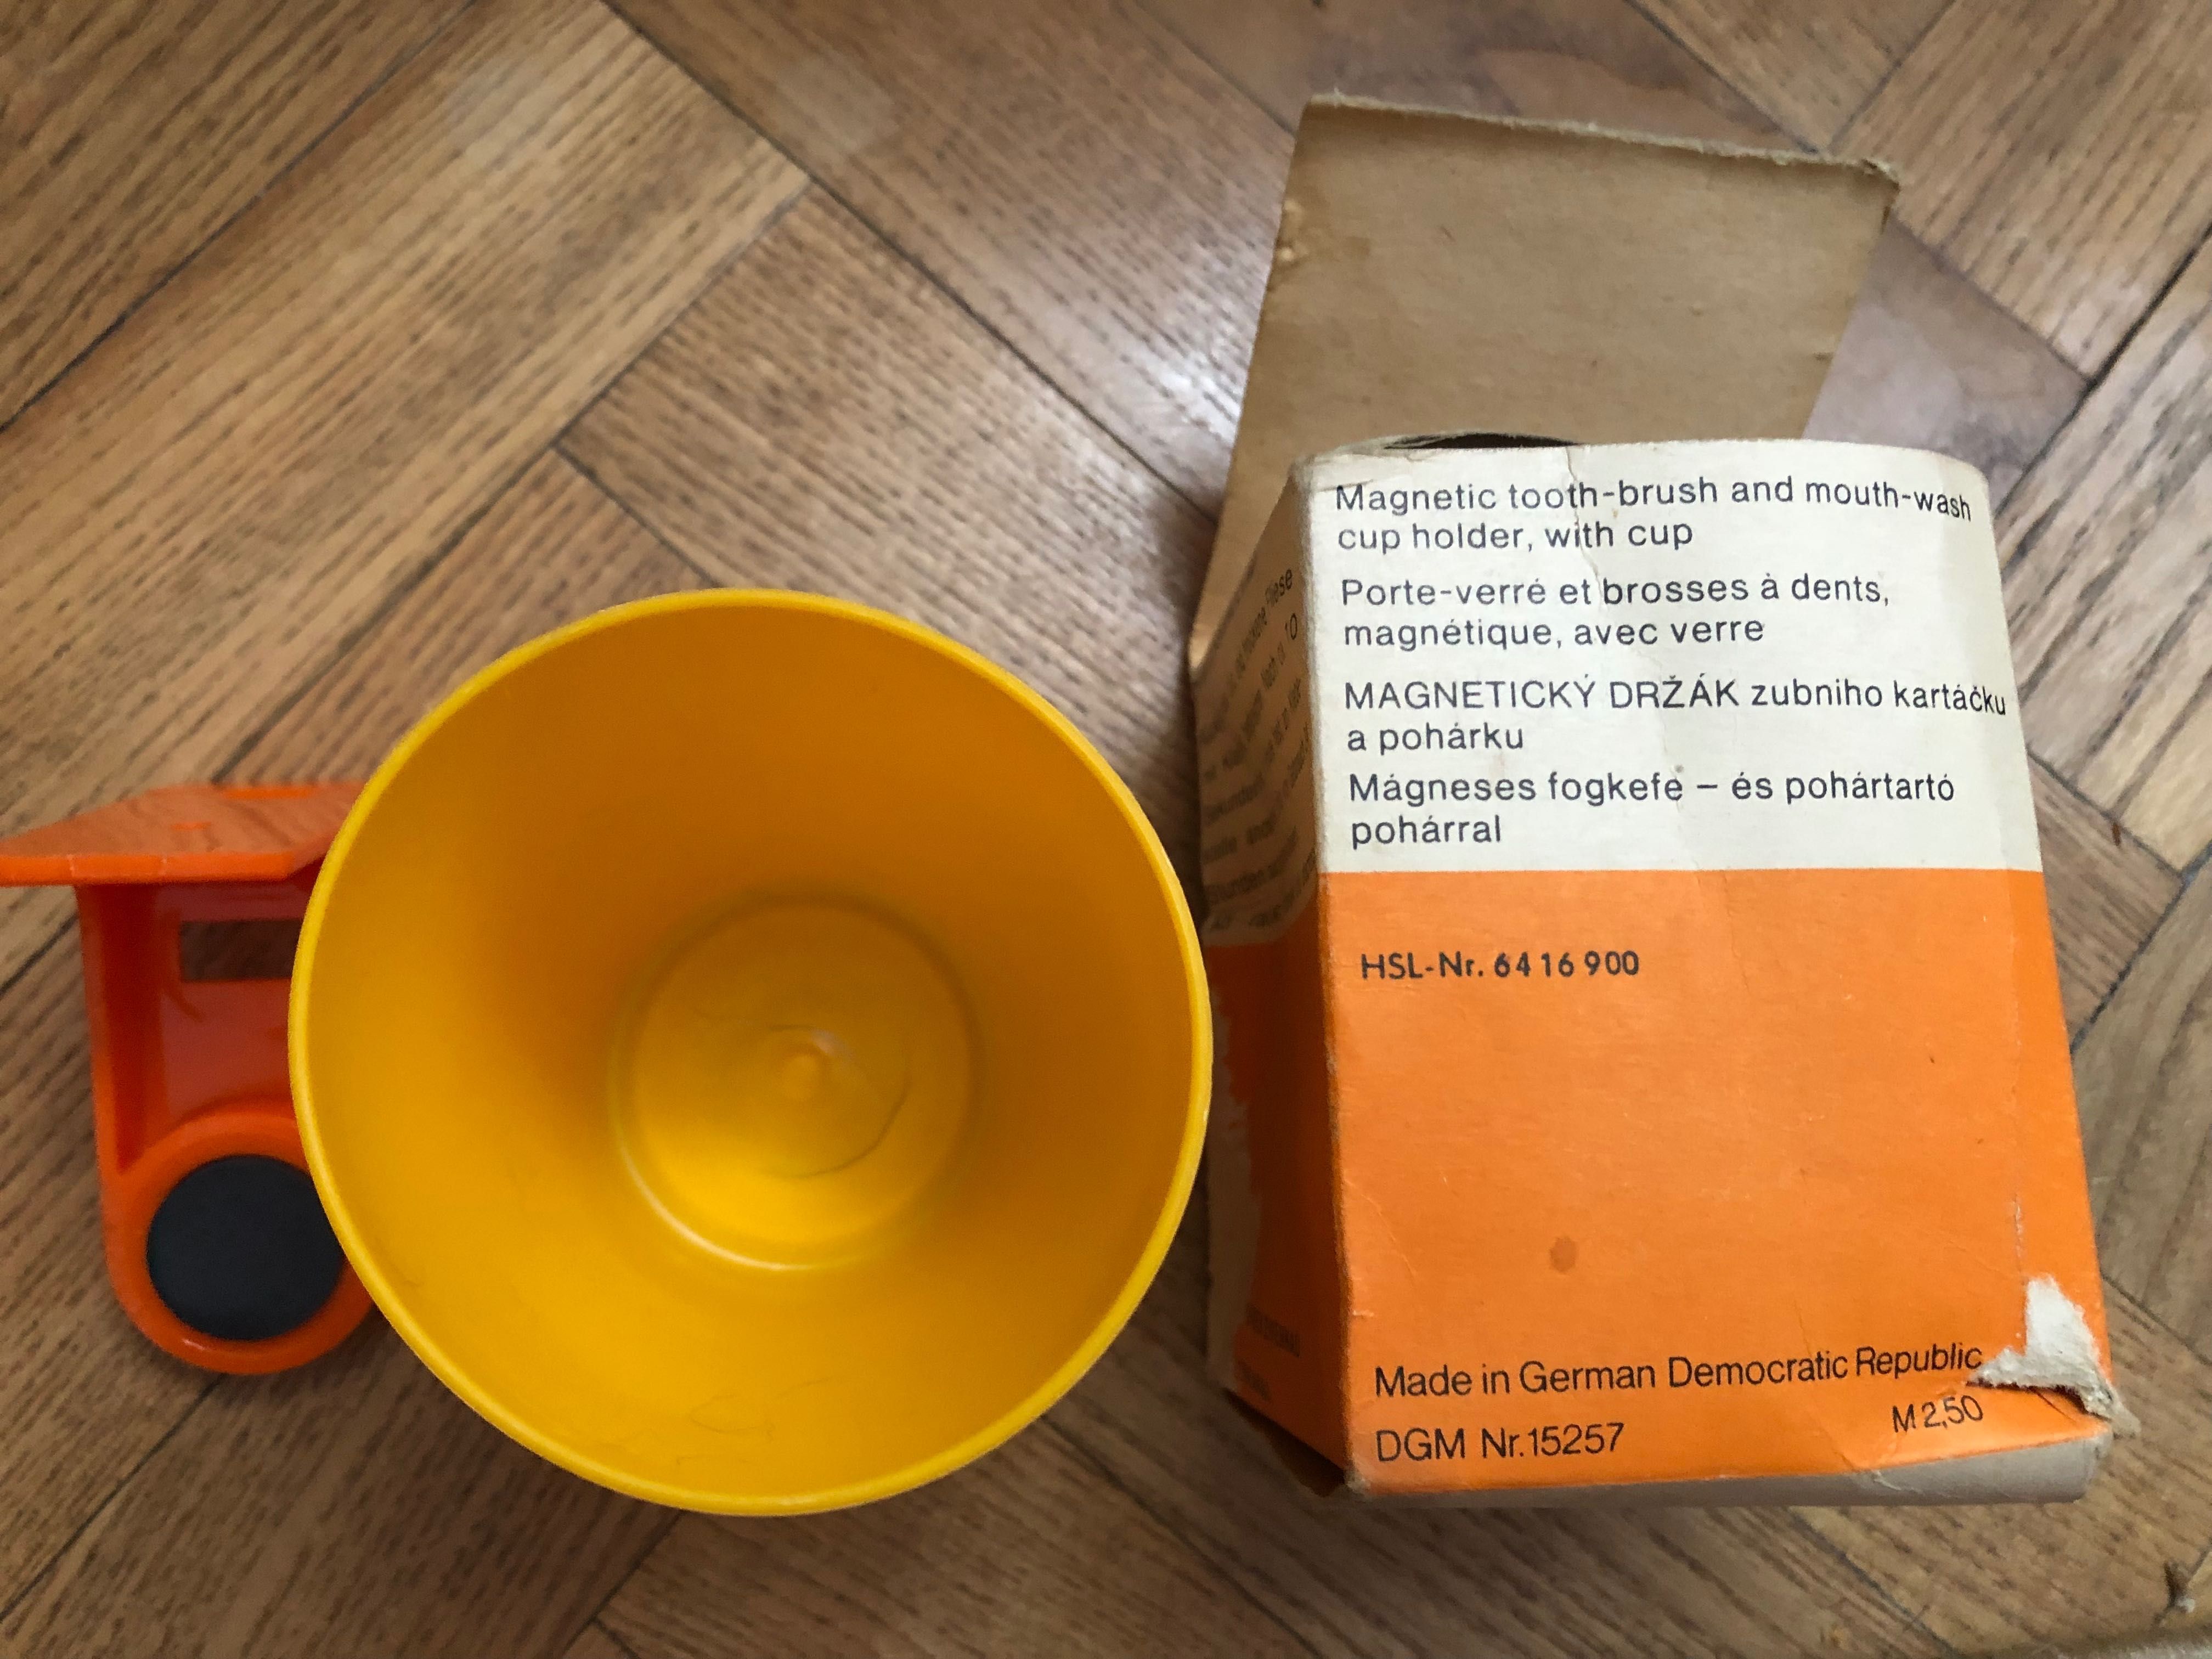 Magnetic tooth-brush and mouth-wash
cup holder, with cup
Porte-verré et brosses à dents,
magnétique, avec verre
MAGNETICKÝ DRŽÁK zubniho kartáčku
a pohárku
Mágneses fogkefe – és pohártartó
pohárral
HSL-Nr. 64 16 900
Made in German Democratic Republic
DGM Nr.15257
M 2,50